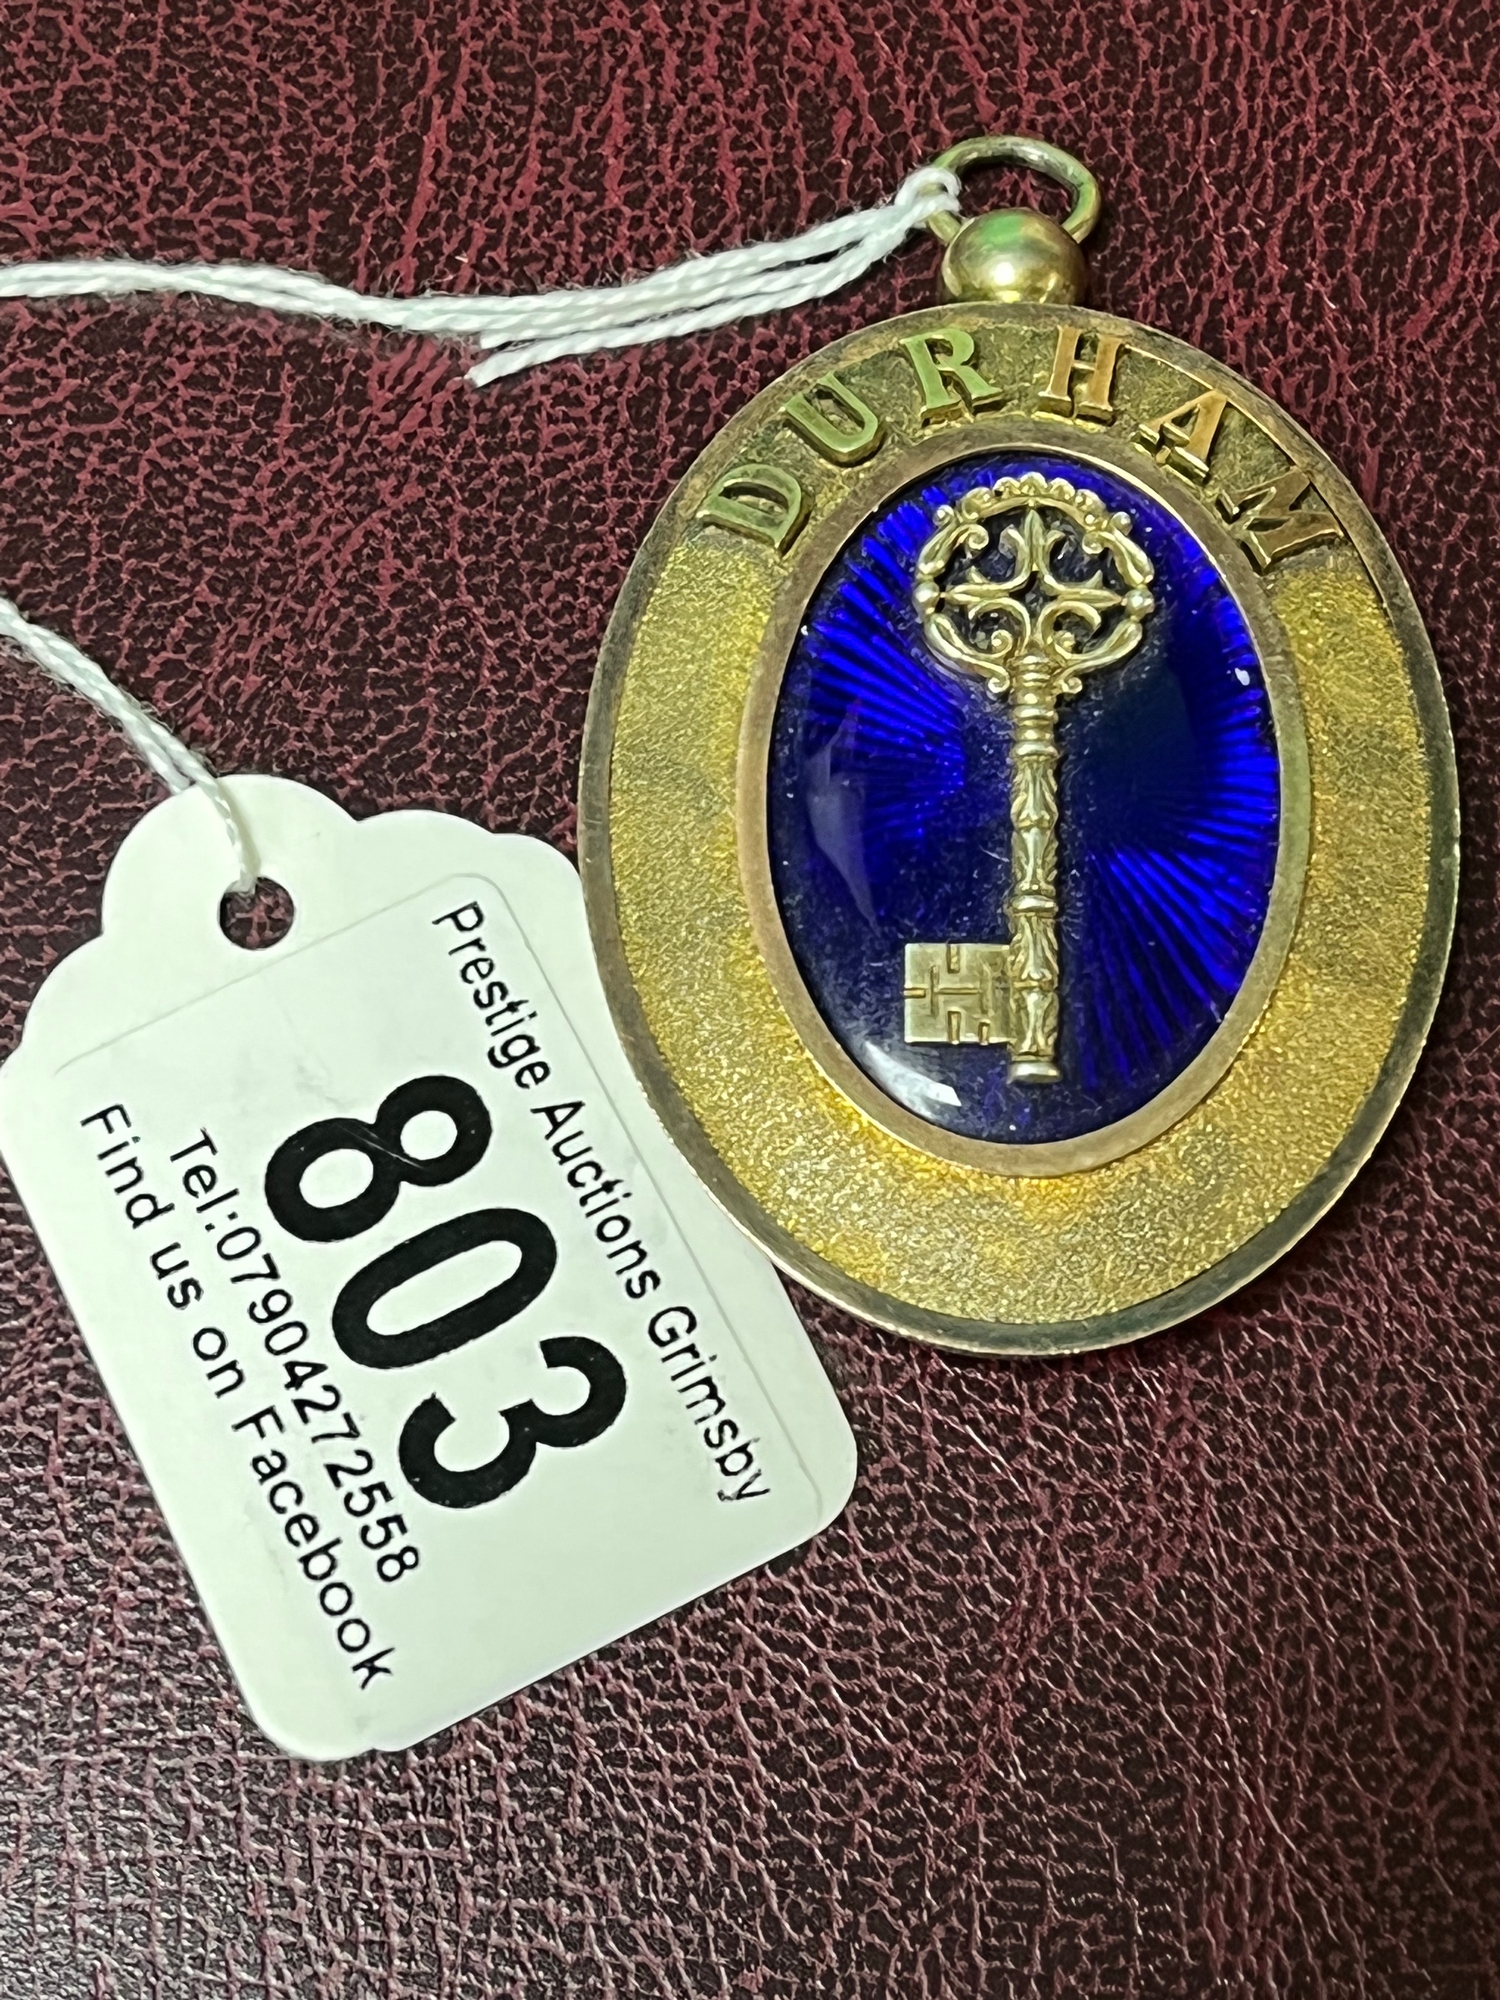 DURHAM
Prestige Auctions Grimsby
803
Tel:07904272558
Find us on Facebook